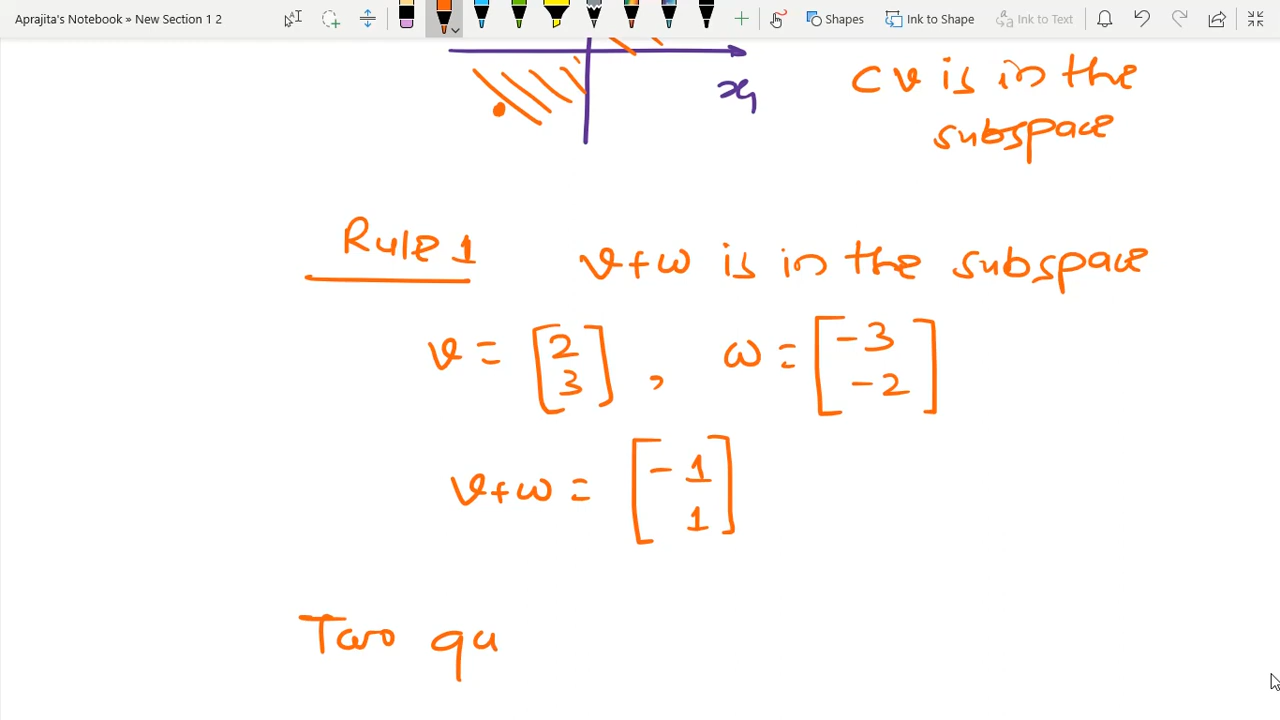 Aprajita's Notebook » New Section 1 2
Shapes
Ink to Shape
Ink to Text
x₁
cv is in the
subspace
Rule 1
v+w is in the subspace
v = [2 3], w = [-3 -2]
v+w = [-1 1]
Two qu